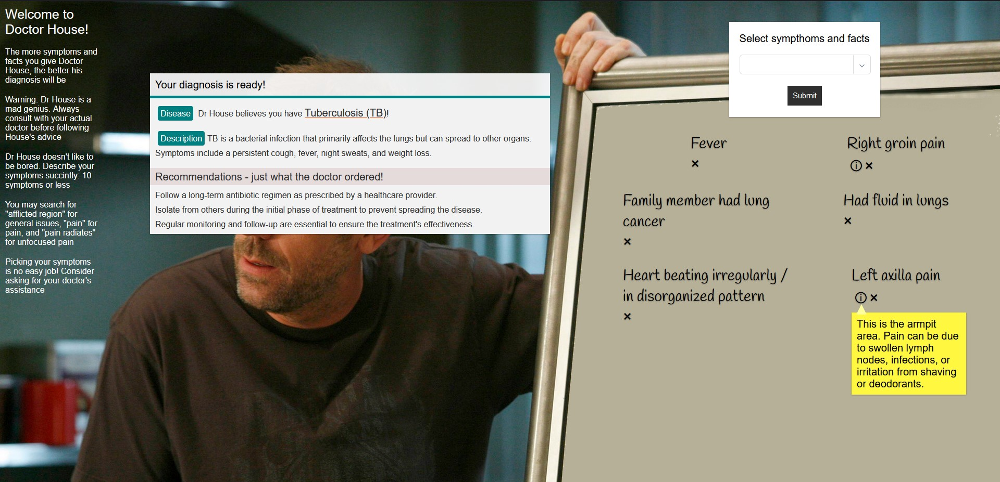 Welcome to
Doctor House!
The more symptoms and
facts you give Doctor
House, the better his
diagnosis will be
Warning: Dr House is a
mad genius. Always
consult with your actual
doctor before following
House's advice
Dr House doesn't like to
be bored. Describe your
symptoms succintly: 10
symptoms or less
You may search for
"afflicted region" for
general issues, "pain" for
pain, and "pain radiates"
for unfocused pain
Picking your symptoms
is no easy job! Consider
asking for your doctor's
assistance
Your diagnosis is ready!
Disease Dr House believes you have Tuberculosis (TB)!
Description TB is a bacterial infection that primarily affects the lungs but can spread to other organs.
Symptoms include a persistent cough, fever, night sweats, and weight loss.
Recommendations - just what the doctor ordered!
Follow a long-term antibiotic regimen as prescribed by a healthcare provider.
Isolate from others during the initial phase of treatment to prevent spreading the disease.
Regular monitoring and follow-up are essential to ensure the treatment's effectiveness.
Select sympthoms and facts
Submit
Fever
Right groin pain
Family member had lung
cancer
Had fluid in lungs
Heart beating irregularly /
in disorganized pattern
Left axilla pain
This is the armpit
area. Pain can be due
to swollen lymph
nodes, infections, or
irritation from shaving
or deodorants.